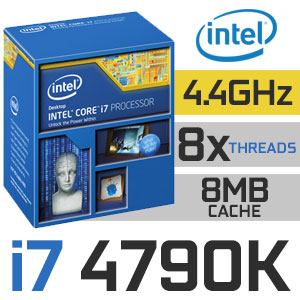 intel
4.4GHz
intel
Desktop
INTEL® CORE™ i7 PROCESSOR
Unlock the Power Within
8x THREADS
8MB
CACHE
i7 4790K